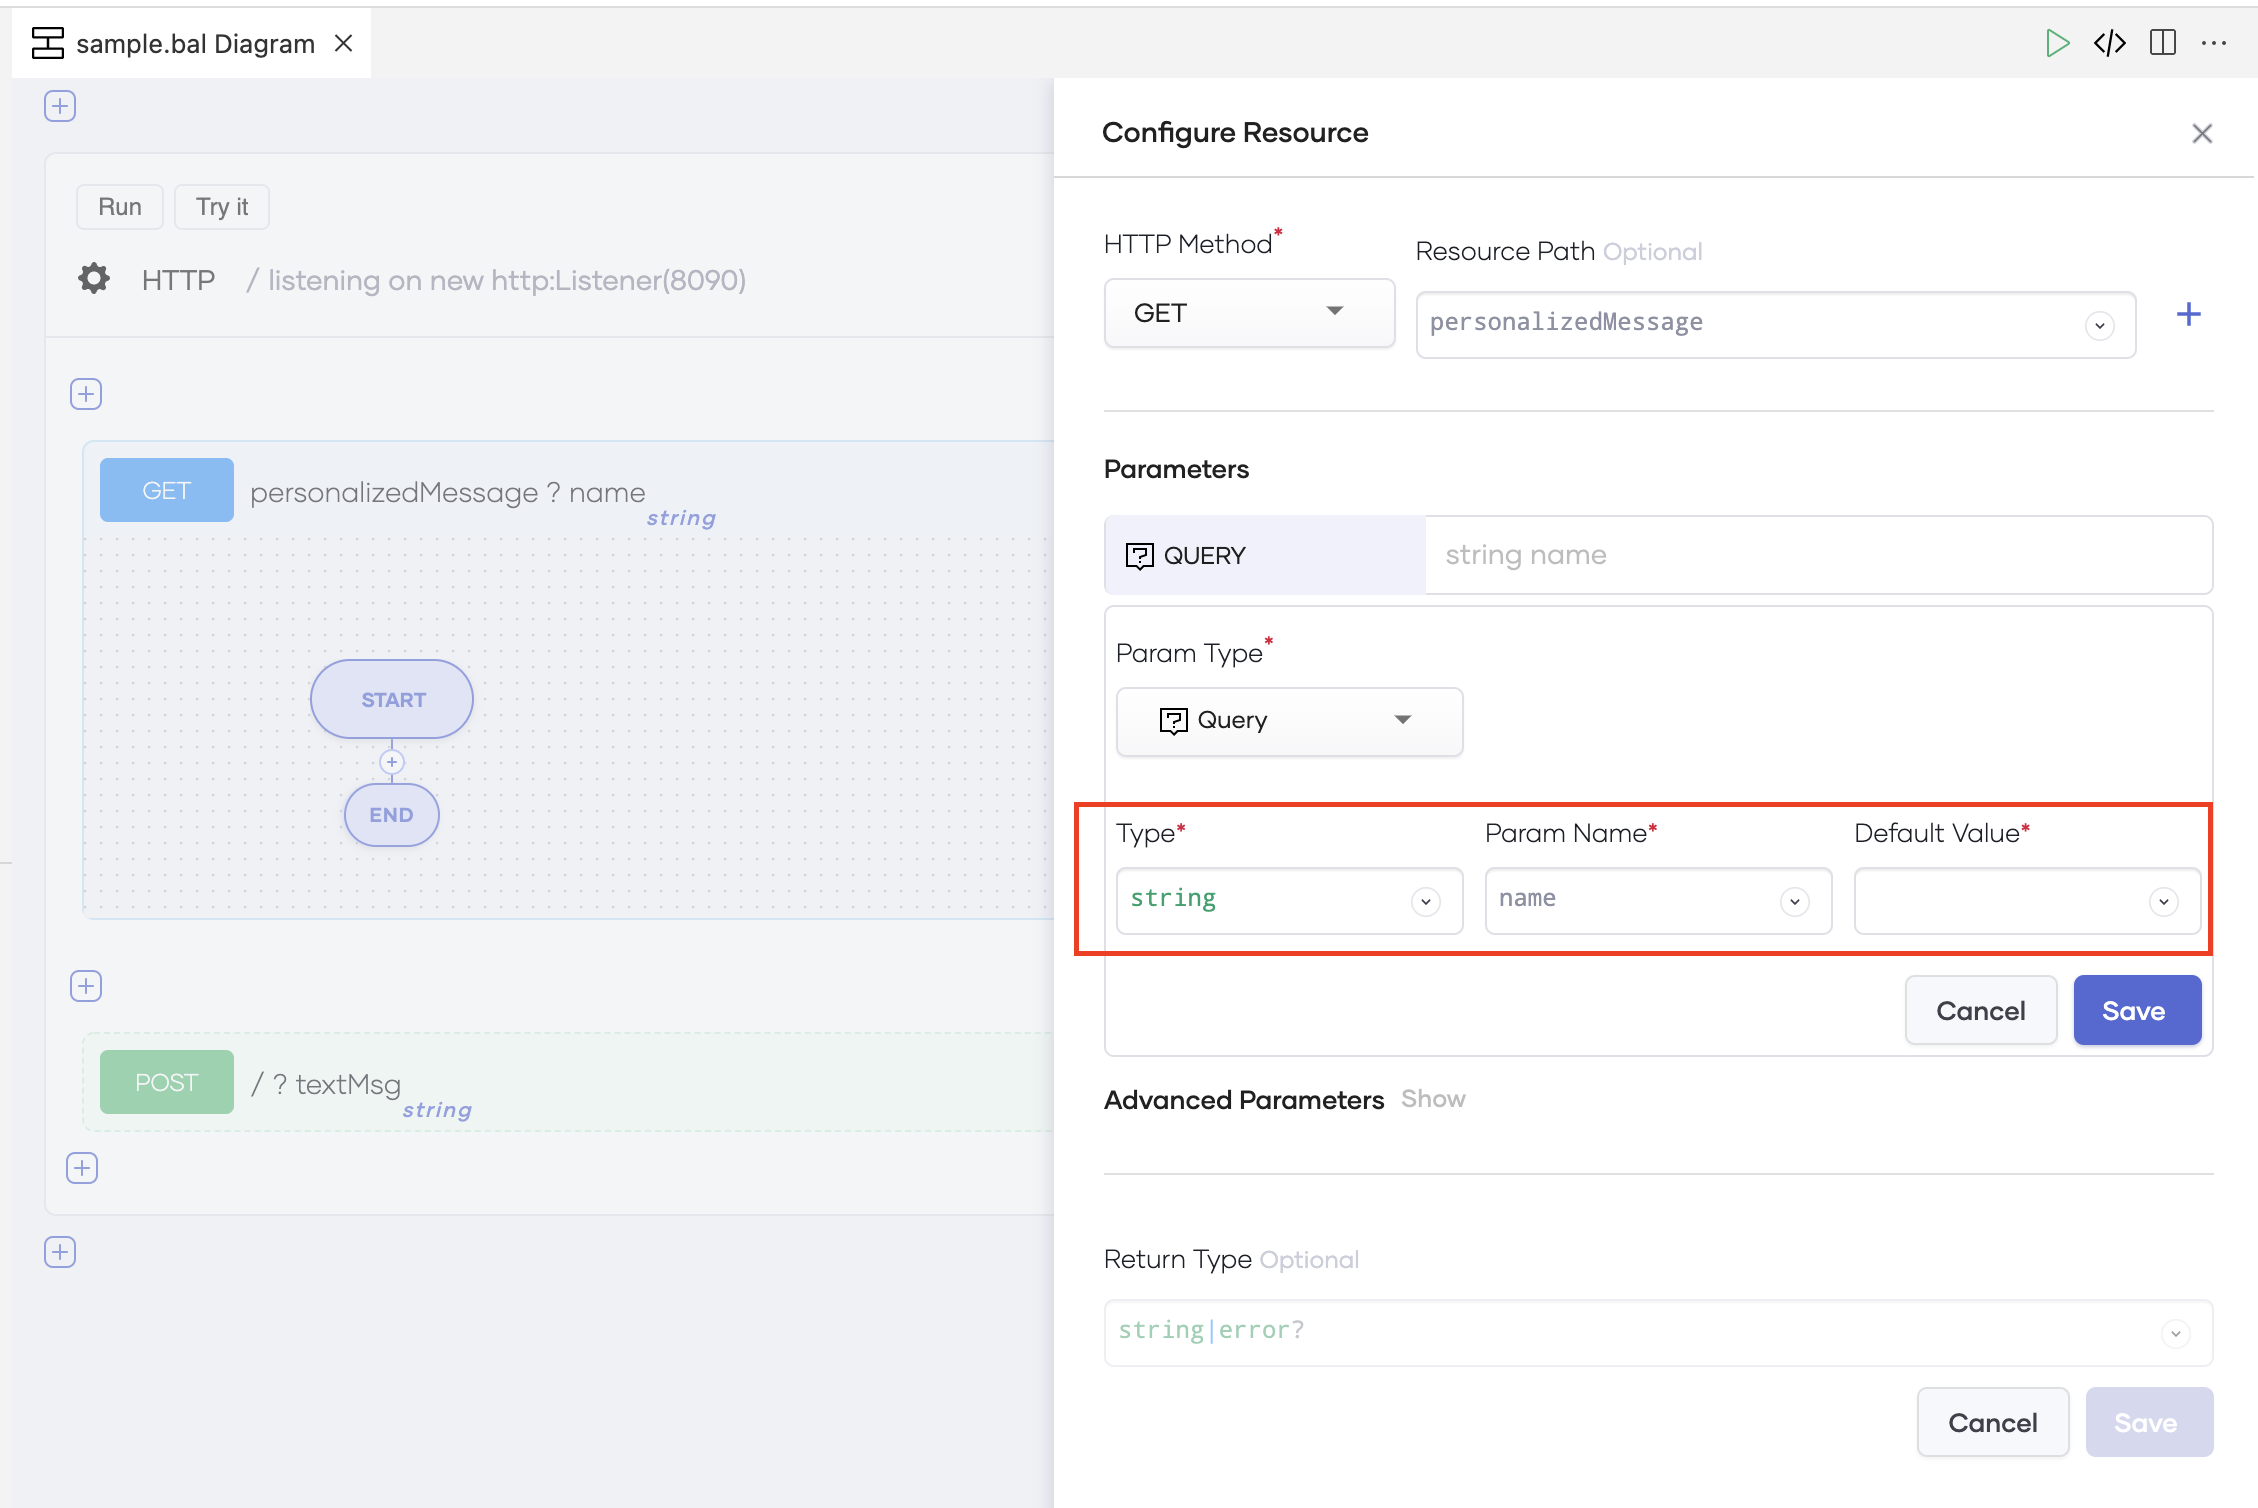 sample.bal Diagram
Run
Try it
HTTP / listening on new http:Listener(8090)
GET personalizedMessage ? name
string
START
END
POST / ? textMsg
string
Configure Resource
HTTP Method*
Resource Path Optional
GET
personalizedMessage
Parameters
QUERY
string name
Param Type*
Query
Type* Param Name* Default Value*
string name
Cancel Save
Advanced Parameters Show
Return Type Optional
string|error?
Cancel Save